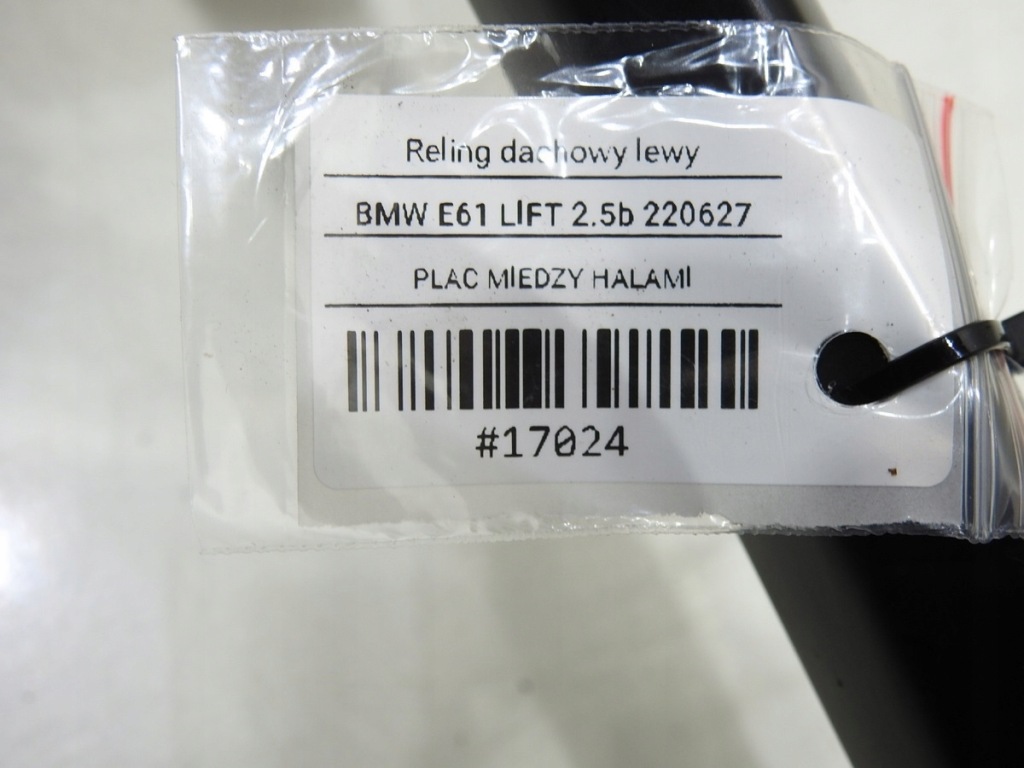 Reling dachowy lewy
BMW E61 LIFT 2.5b 220627
PLAC MIEDZY HALAMI
#17024